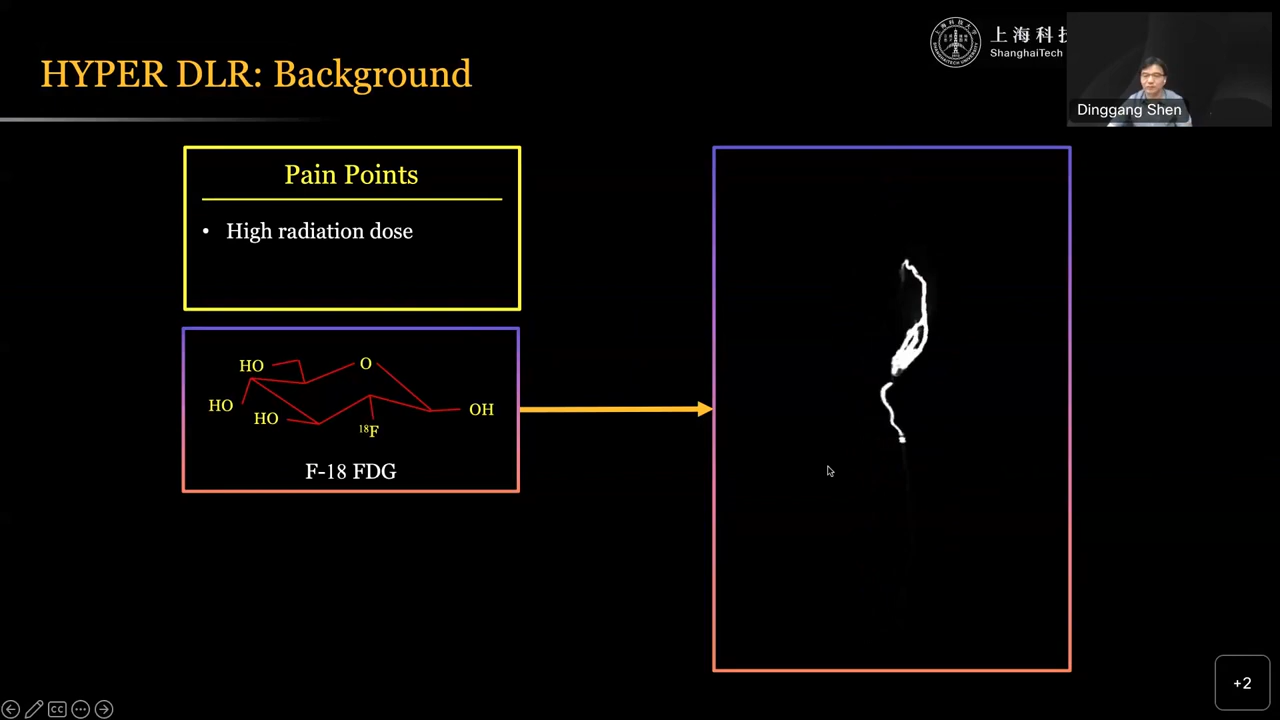 HYPER DLR: Background
上海科技
ShanghaiTech
Dinggang Shen
Pain Points
• High radiation dose
HO
O
HO
HO
OH
18F
F-18 FDG
CC
+2